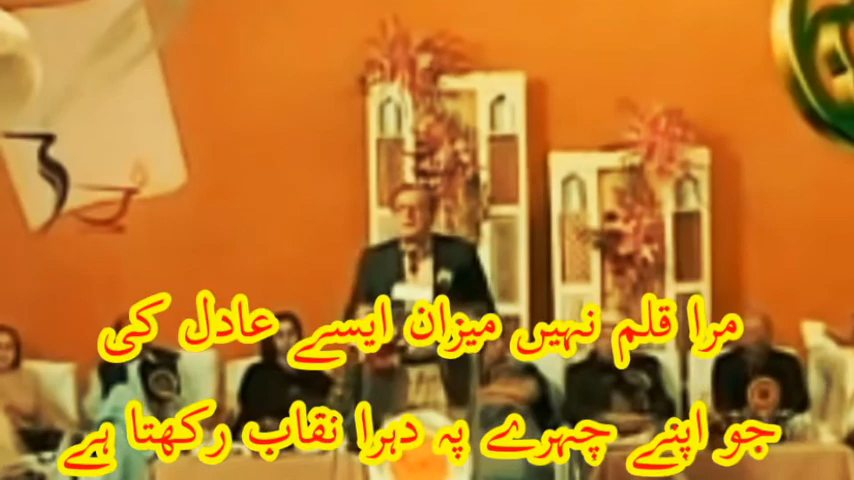 مرا قلم نہیں میزان ایسے عادل کی
جو اپنے چہرے پہ دہرا نقاب رکھتا ہے